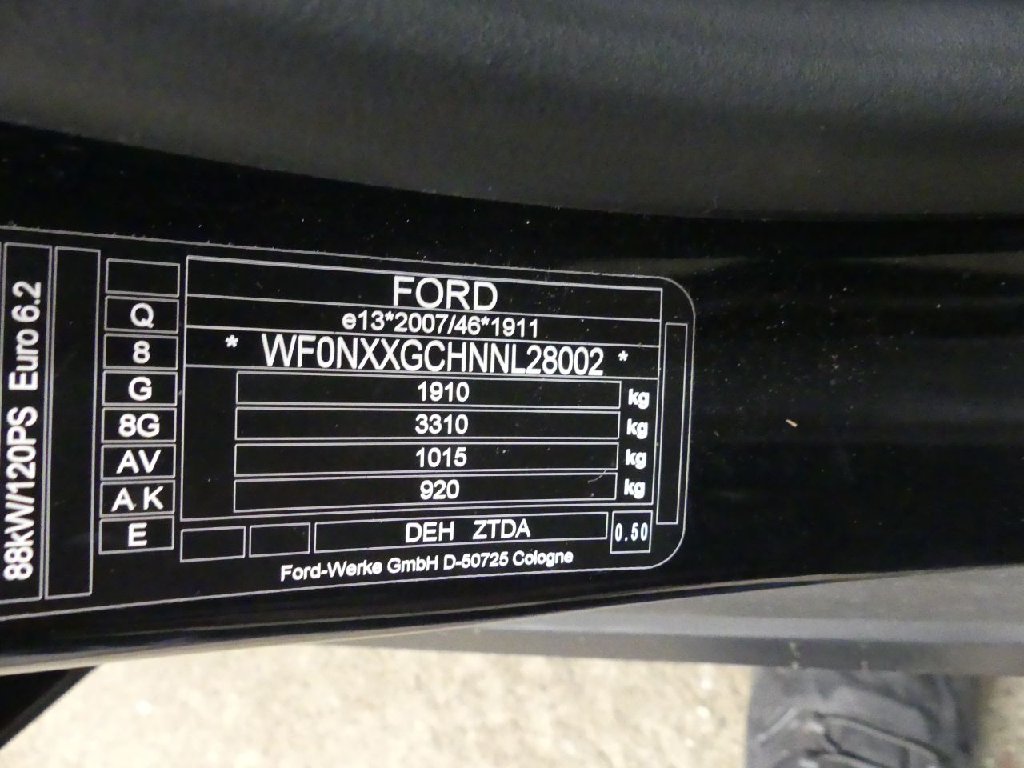 88kW/120PS Euro 6.2
Q
8
G
8G
AV
AK
E
FORD
e13*2007/46*1911
* WF0NXXGCHNNL28002 *
1910 kg
3310 kg
1015 kg
920 kg
DEH ZTDA
0.50
Ford-Werke GmbH D-50725 Cologne